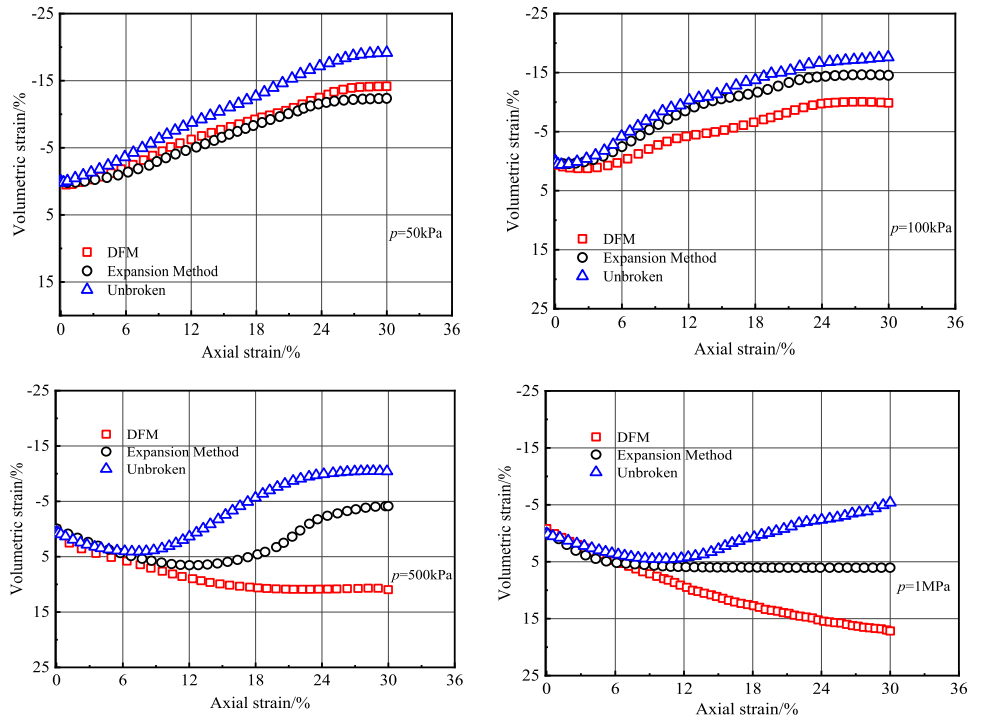 -25
-15
-5
5
15
Volumetric strain/%
DFM
Expansion Method
Unbroken
p=50kPa
0 6 12 18 24 30 36
Axial strain/%
-25
-15
-5
5
15
25
Volumetric strain/%
DFM
Expansion Method
Unbroken
p=100kPa
0 6 12 18 24 30 36
Axial strain/%
-25
-15
-5
5
15
25
Volumetric strain/%
DFM
Expansion Method
Unbroken
p=500kPa
0 6 12 18 24 30 36
Axial strain/%
-25
-15
-5
5
15
25
Volumetric strain/%
DFM
Expansion Method
Unbroken
p=1MPa
0 6 12 18 24 30 36
Axial strain/%